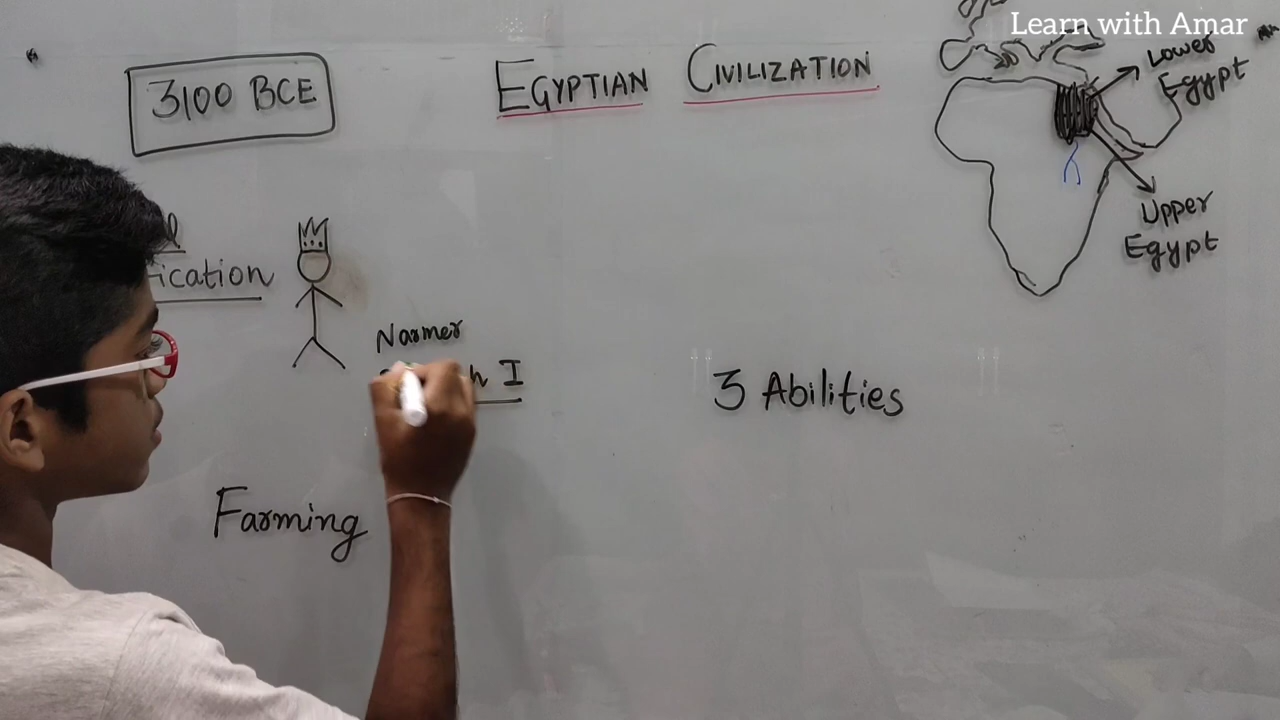 Learn with Amar
3100 BCE
EGYPTIAN CIVILIZATION
Lower
Egypt
Upper
Egypt
Narmer
I
3 Abilities
Farming